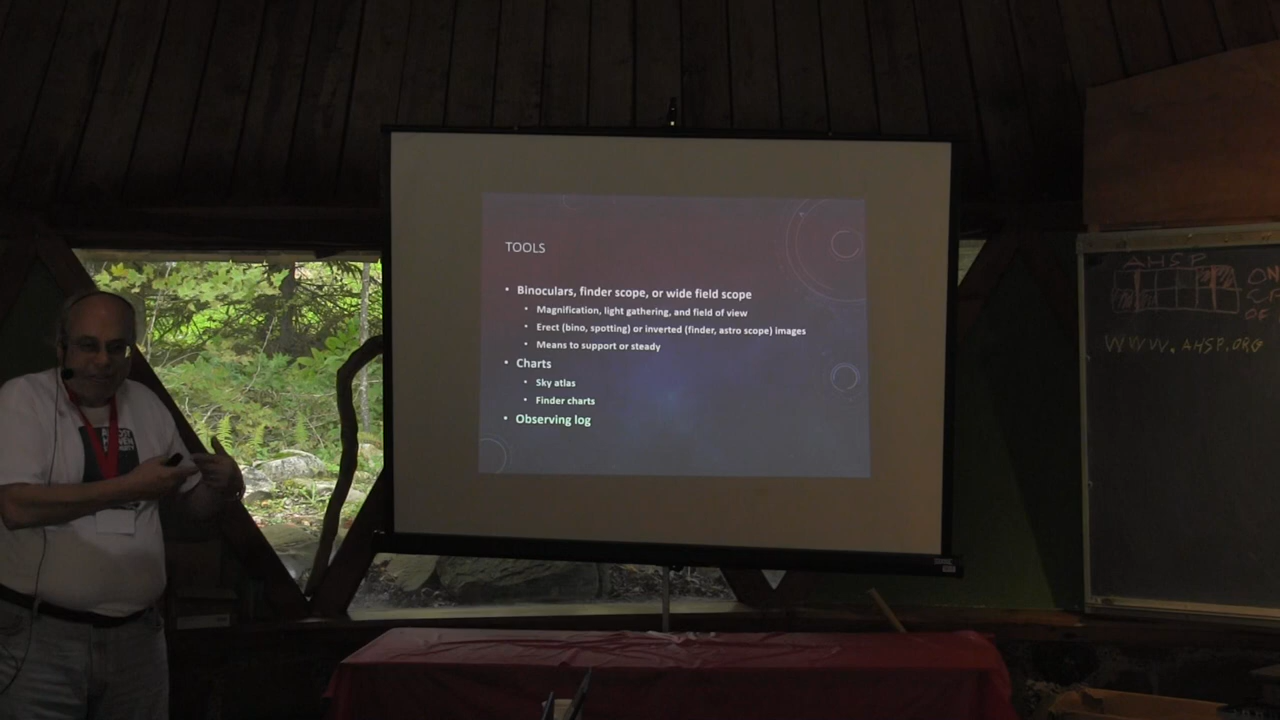 TOOLS
• Binoculars, finder scope, or wide field scope
• Magnification, light gathering, and field of view
• Erect (bino, spotting) or inverted (finder, astro scope) images
• Means to support or steady
• Charts
• Sky atlas
• Finder charts
• Observing log
AHSP
ON
OF
WWW.AHSP.ORG